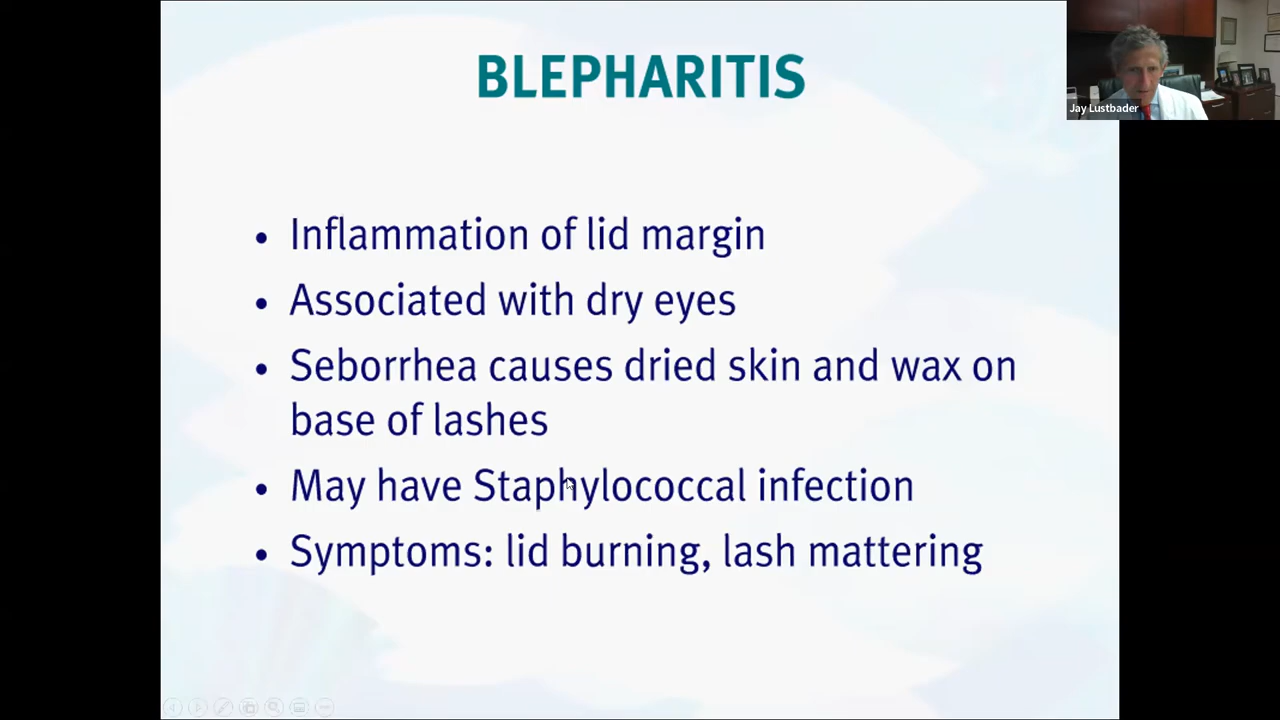 BLEPHARITIS
Jay Lustbader
• Inflammation of lid margin
• Associated with dry eyes
• Seborrhea causes dried skin and wax on
base of lashes
• May have Staphylococcal infection
• Symptoms: lid burning, lash mattering